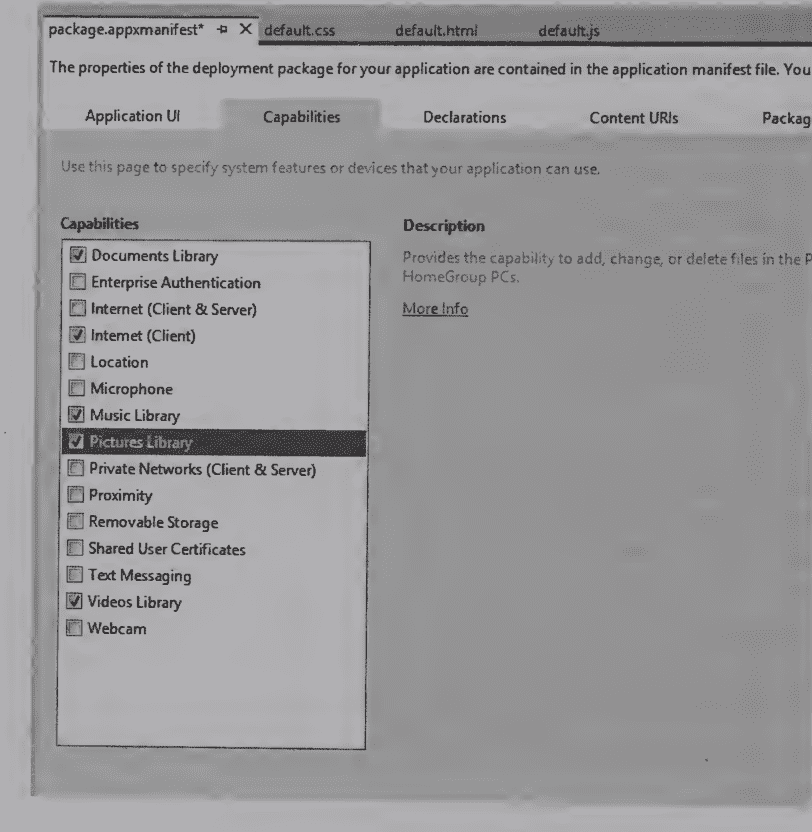 package.appxmanifest* default.css default.html default.js
The properties of the deployment package for your application are contained in the application manifest file. You
Application UI Capabilities Declarations Content URIs Packag
Use this page to specify system features or devices that your application can use.
Capabilities
Documents Library
Enterprise Authentication
Internet (Client & Server)
Internet (Client)
Location
Microphone
Music Library
Pictures Library
Private Networks (Client & Server)
Proximity
Removable Storage
Shared User Certificates
Text Messaging
Videos Library
Webcam
Description
Provides the capability to add, change, or delete files in the P
HomeGroup PCs.
More Info